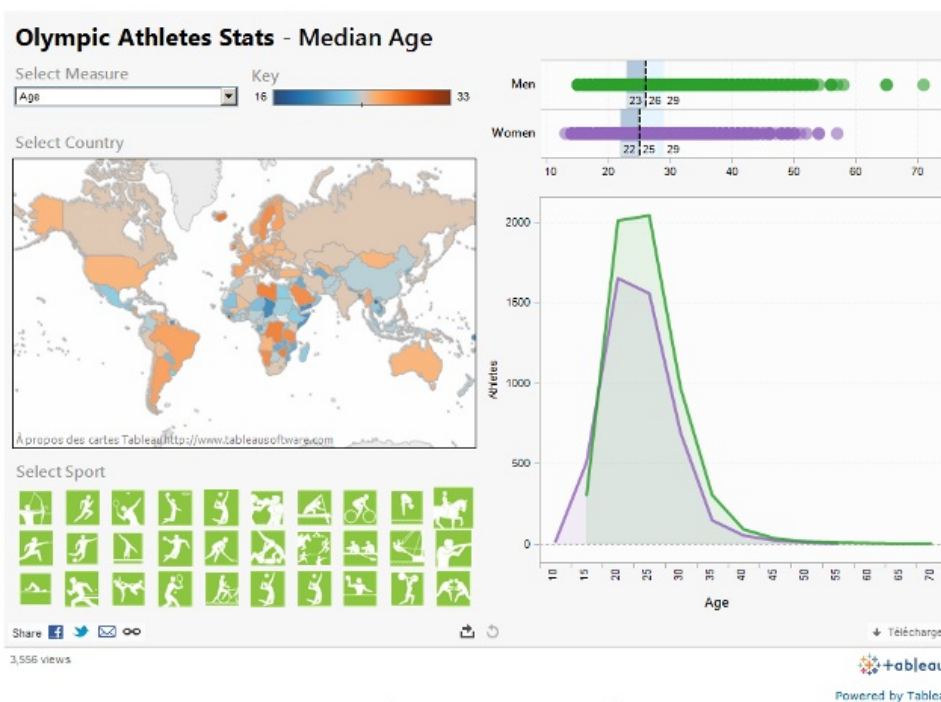 Olympic Athletes Stats - Median Age
Select Measure
Age
Key
16
33
Select Country
À propos des cartes Tableau http://www.tableausoftware.com
Select Sport
Share
3,556 views
Men
23 26 29
Women
22 25 29
10 20 30 40 50 60 70
2000
1500
1000
500
0
Athletes
10 15 20 25 30 35 40 45 50 55 60 65 70
Age
Télécharge
+ableau
Powered by Tablea